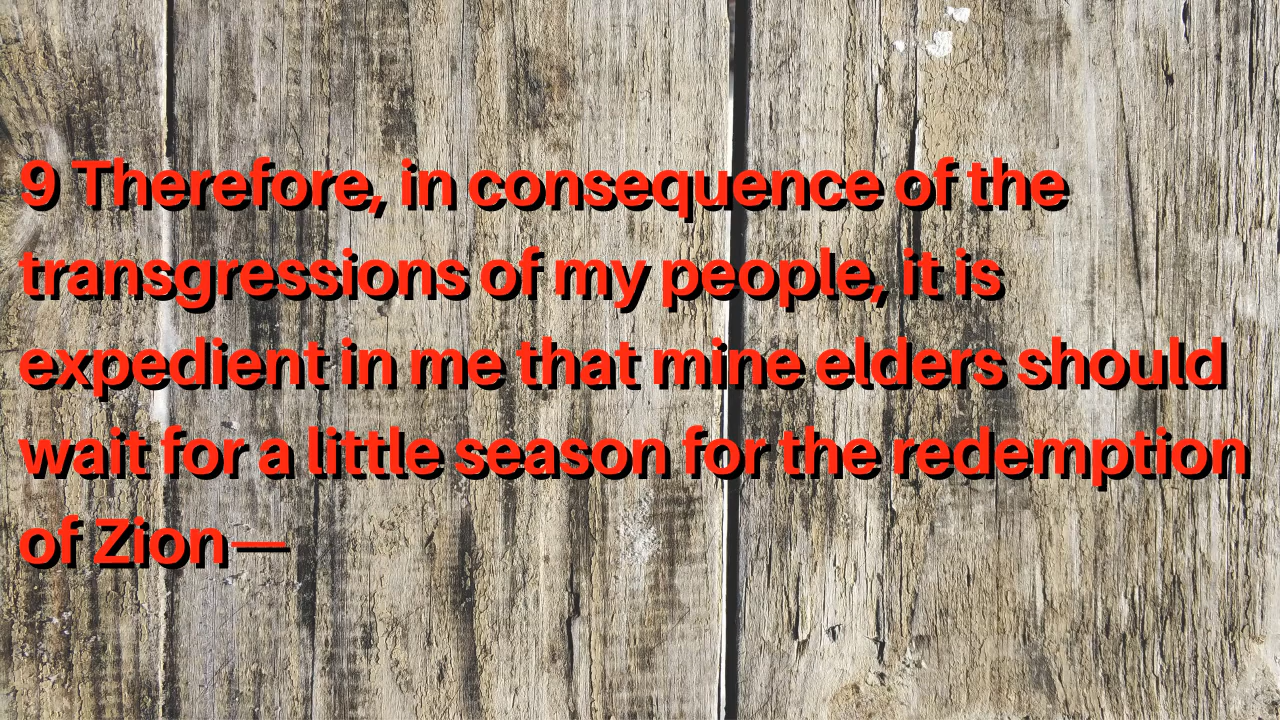 9 Therefore, in consequence of the
transgressions of my people, it is
expedient in me that mine elders should
wait for a little season for the redemption
of Zion—